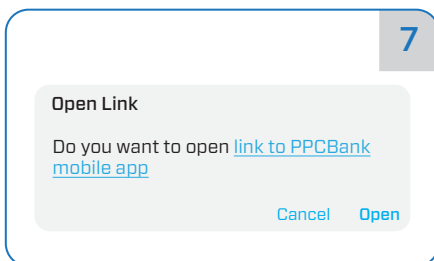 7
Open Link
Do you want to open link to PPCBank
mobile app
Cancel Open